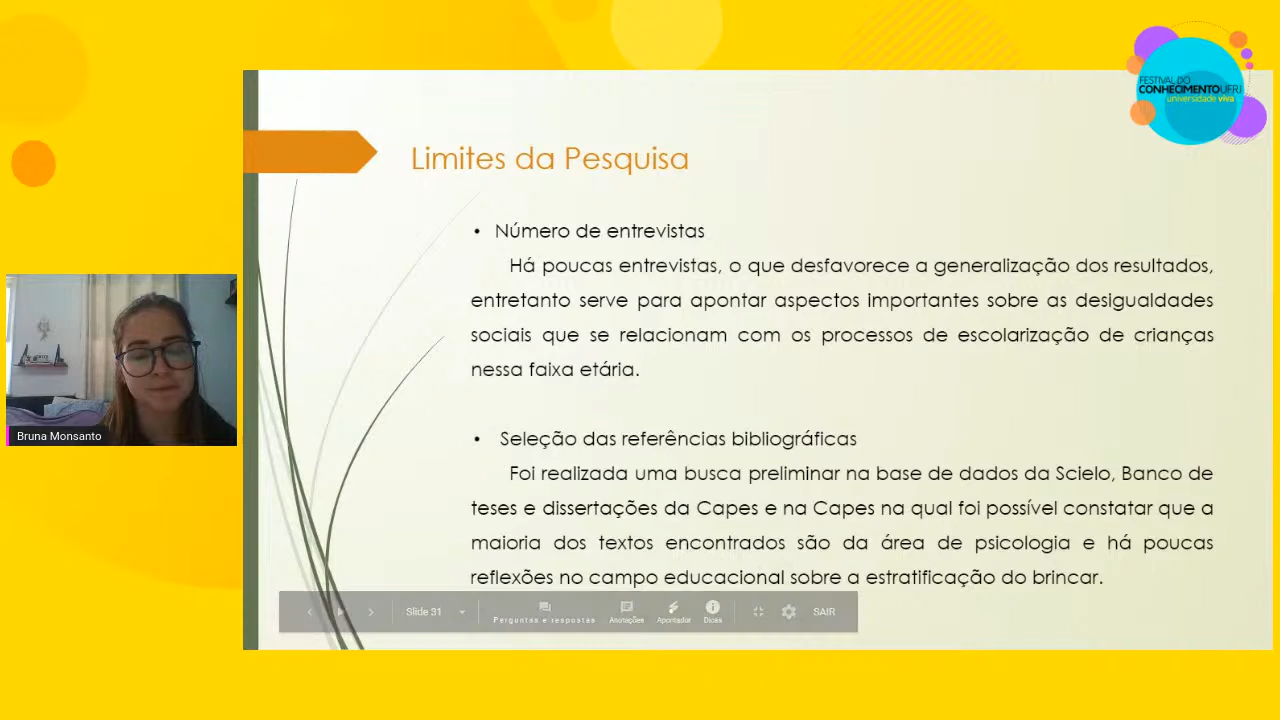 FESTIVAL DO
CONHECIMENTO UFRJ
universidade viva
Limites da Pesquisa
• Número de entrevistas
Há poucas entrevistas, o que desfavorece a generalização dos resultados,
entretanto serve para apontar aspectos importantes sobre as desigualdades
sociais que se relacionam com os processos de escolarização de crianças
nessa faixa etária.
• Seleção das referências bibliográficas
Foi realizada uma busca preliminar na base de dados da Scielo, Banco de
teses e dissertações da Capes e na Capes na qual foi possível constatar que a
maioria dos textos encontrados são da área de psicologia e há poucas
reflexões no campo educacional sobre a estratificação do brincar.
Bruna Monsanto
Slide 31
Perguntas e respostas
Anotações
Apontador
Dicas
SAIR